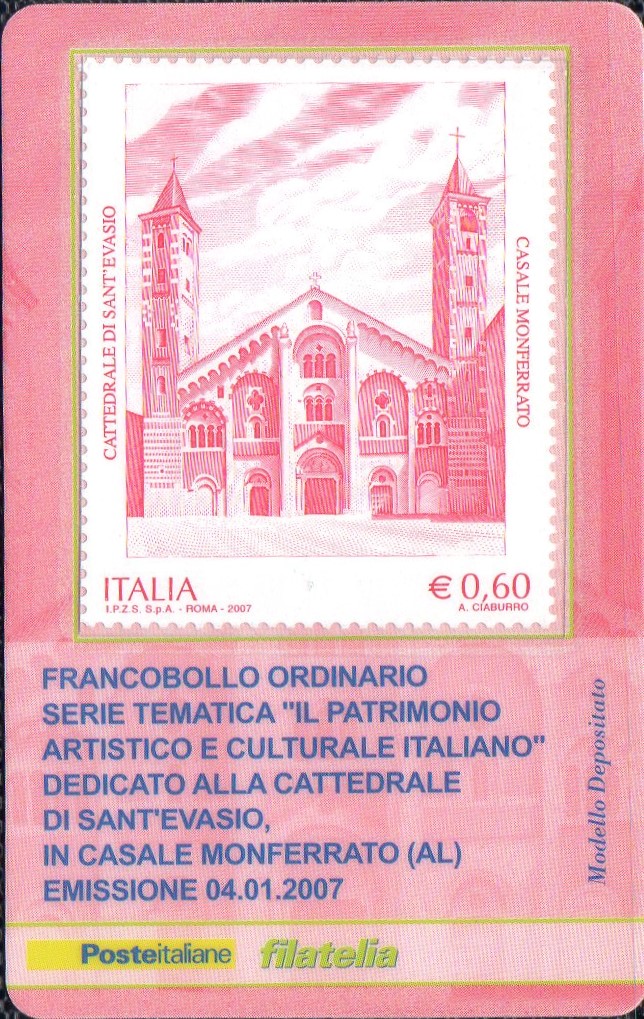 CATTEDRALE DI SANT'EVASIO
CASALE MONFERRATO
ITALIA
€ 0,60
I.P.Z.S. S.p.A. - ROMA - 2007
A. CIABURRO
FRANCOBOLLO ORDINARIO
SERIE TEMATICA "IL PATRIMONIO
ARTISTICO E CULTURALE ITALIANO"
DEDICATO ALLA CATTEDRALE
DI SANT'EVASIO,
IN CASALE MONFERRATO (AL)
EMISSIONE 04.01.2007
Modello Depositato
Posteitaliane
filatelia